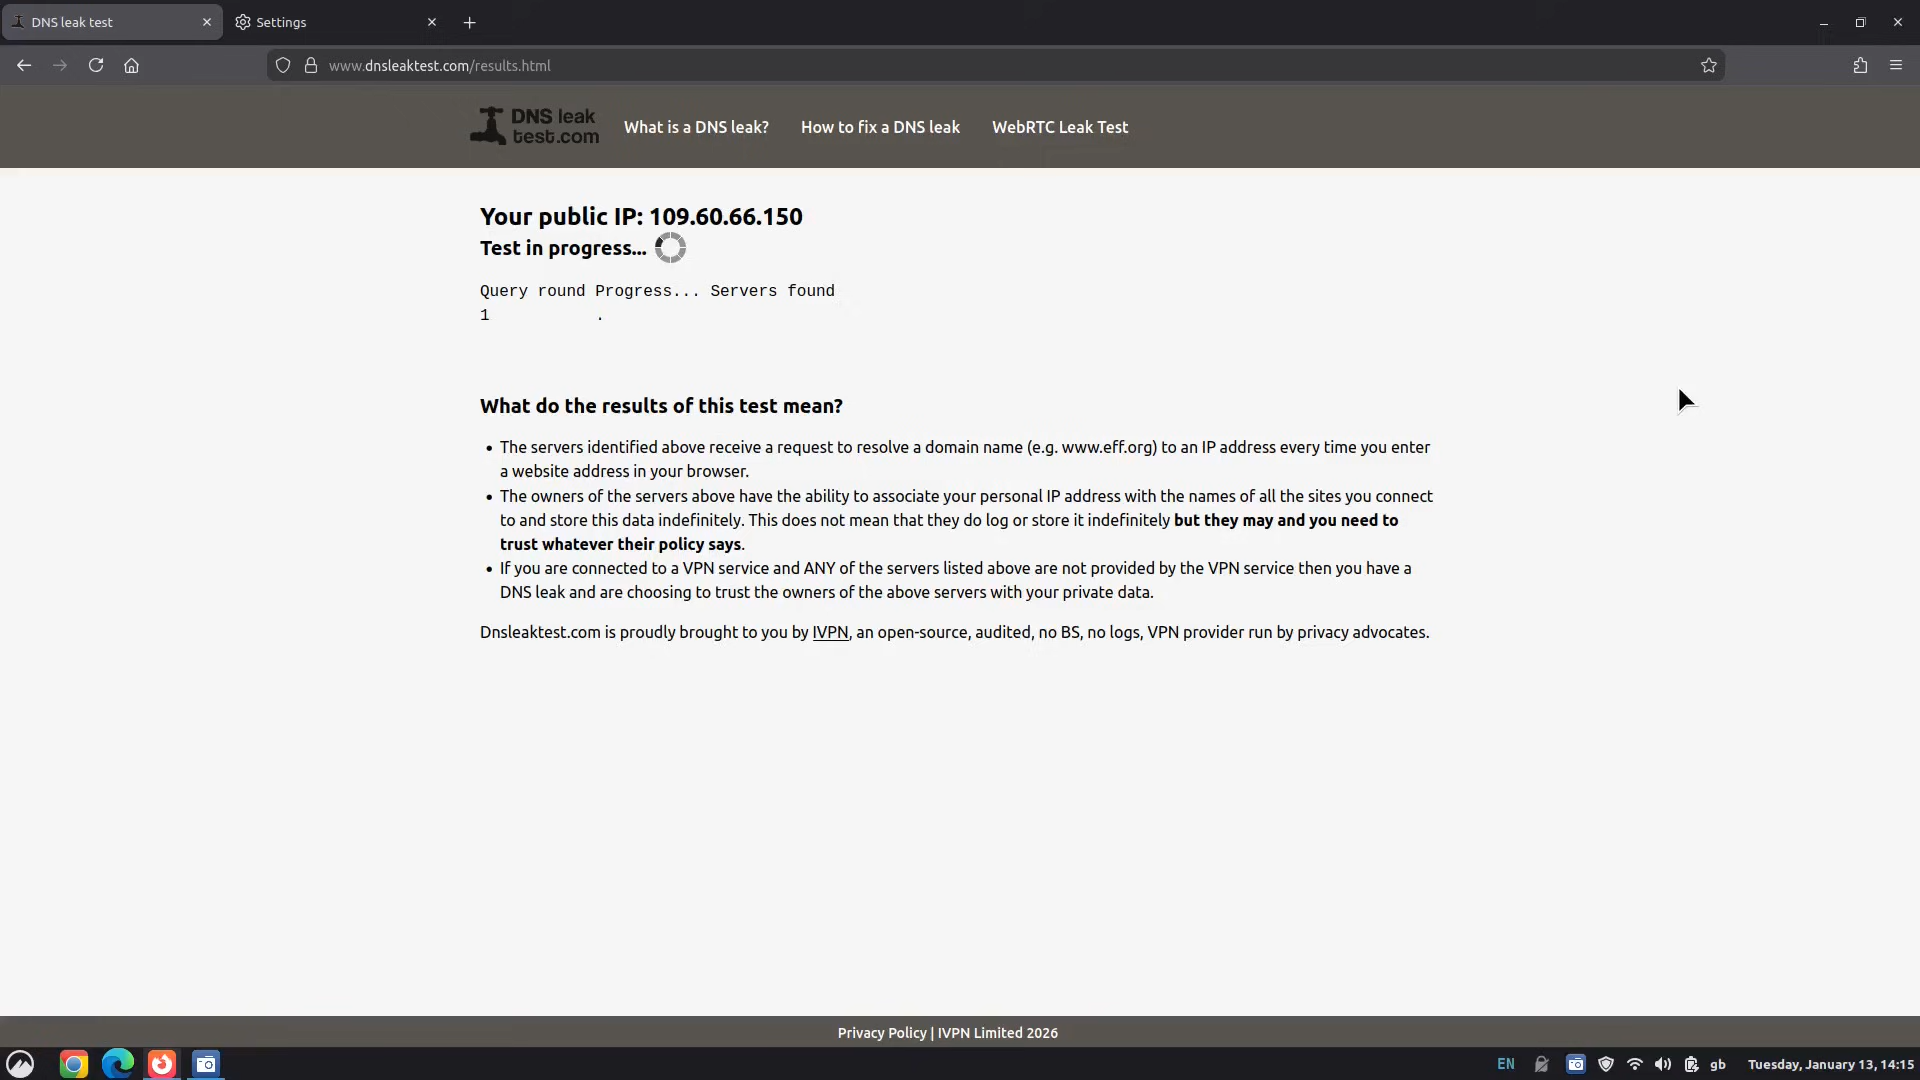 DNS leak test
Settings
www.dnsleaktest.com/results.html
DNS leak
test.com
What is a DNS leak?
How to fix a DNS leak
WebRTC Leak Test
Your public IP: 109.60.66.150
Test in progress...
Query round Progress... Servers found
1 .
What do the results of this test mean?
• The servers identified above receive a request to resolve a domain name (e.g. www.eff.org) to an IP address every time you enter
a website address in your browser.
• The owners of the servers above have the ability to associate your personal IP address with the names of all the sites you connect
to and store this data indefinitely. This does not mean that they do log or store it indefinitely but they may and you need to
trust whatever their policy says.
• If you are connected to a VPN service and ANY of the servers listed above are not provided by the VPN service then you have a
DNS leak and are choosing to trust the owners of the above servers with your private data.
Dnsleaktest.com is proudly brought to you by IVPN, an open-source, audited, no BS, no logs, VPN provider run by privacy advocates.
Privacy Policy | IVPN Limited 2026
EN
gb
Tuesday, January 13, 14:15